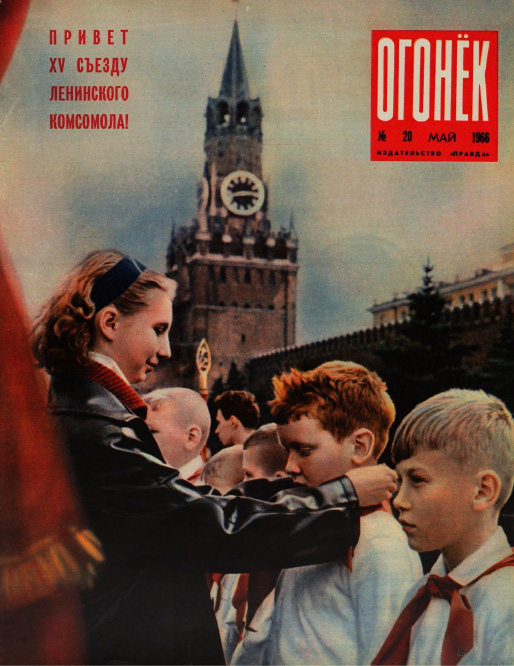 ПРИВЕТ
XV СЪЕЗДУ
ЛЕНИНСКОГО
КОМСОМОЛА!
ОГОНЁК
№ 20 МАЙ 1966
ИЗДАТЕЛЬСТВО «ПРАВДА»